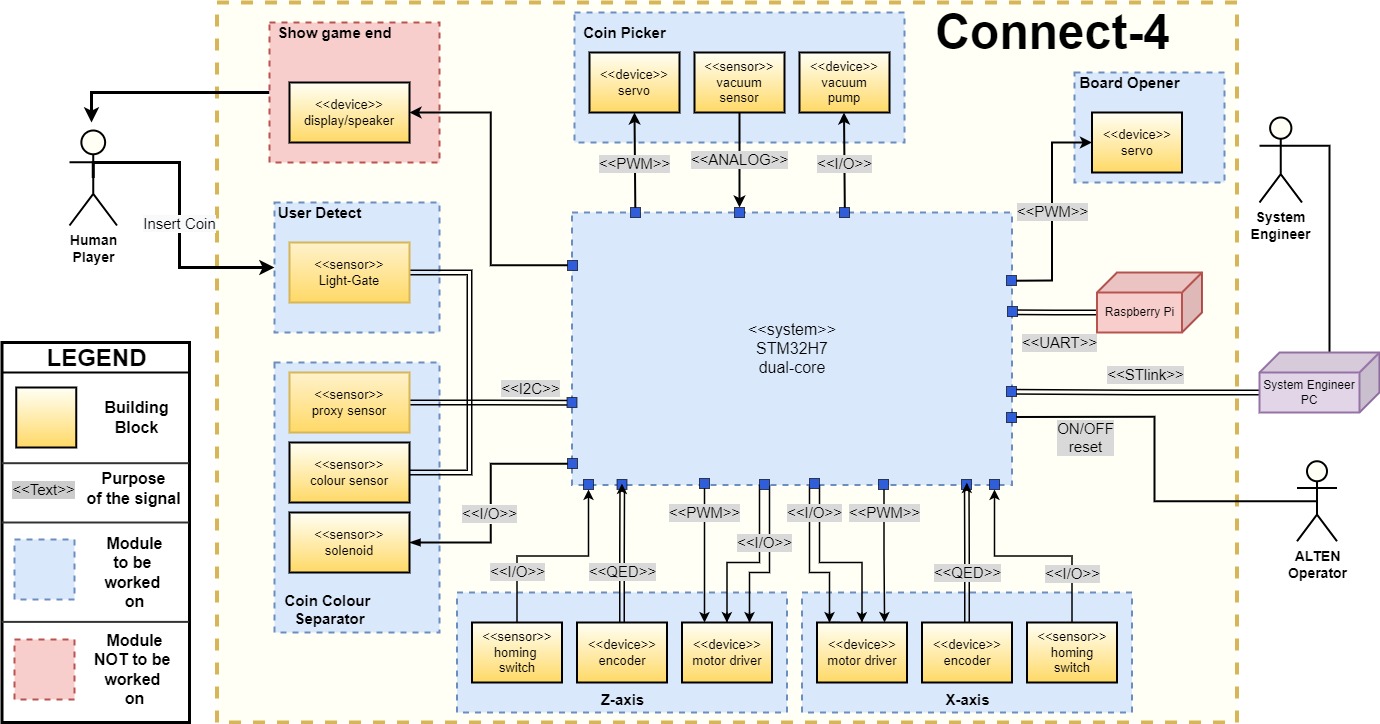 Connect-4
Show game end
<<device>>
display/speaker
Human
Player
Insert Coin
User Detect
<<sensor>>
Light-Gate
Coin Picker
<<device>>
servo
<<sensor>>
vacuum
sensor
<<device>>
vacuum
pump
<<PWM>>
<<ANALOG>>
<<I/O>>
Board Opener
<<device>>
servo
<<PWM>>
System
Engineer
<<system>>
STM32H7
dual-core
Raspberry Pi
<<UART>>
<<STlink>>
System Engineer
PC
ON/OFF
reset
ALTEN
Operator
<<sensor>>
proxy sensor
<<I2C>>
<<sensor>>
colour sensor
<<sensor>>
solenoid
<<I/O>>
Coin Colour
Separator
<<I/O>>
<<QED>>
<<PWM>>
<<I/O>>
<<sensor>>
homing
switch
<<device>>
encoder
<<device>>
motor driver
Z-axis
<<I/O>>
<<PWM>>
<<QED>>
<<I/O>>
<<device>>
motor driver
<<device>>
encoder
<<sensor>>
homing
switch
X-axis
LEGEND
Building
Block
<<Text>>
Purpose
of the signal
Module
to be
worked
on
Module
NOT to be
worked
on